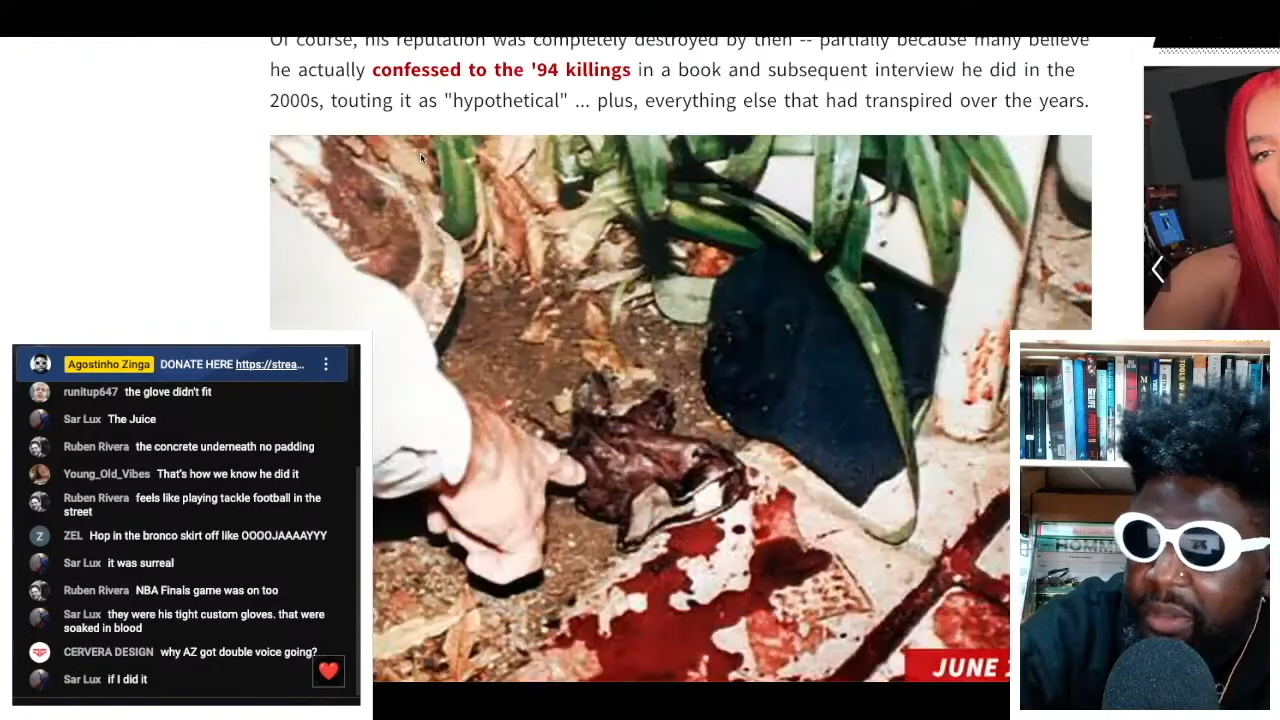 Of course, his reputation was completely destroyed by then -- partially because many believe
he actually confessed to the '94 killings in a book and subsequent interview he did in the
2000s, touting it as "hypothetical" ... plus, everything else that had transpired over the years.
Agostinho Zinga DONATE HERE https://strea...
runitup647 the glove didn't fit
Sar Lux The Juice
Ruben Rivera the concrete underneath no padding
Young_Old_Vibes That's how we know he did it
Ruben Rivera feels like playing tackle football in the
street
Z ZEL Hop in the bronco skirt off like OOOOJAAAAYYY
Sar Lux it was surreal
Ruben Rivera NBA Finals game was on too
Sar Lux they were his tight custom gloves. that were
soaked in blood
CERVERA DESIGN why AZ got double voice going?
Sar Lux if I did it
JUNE
HOMME